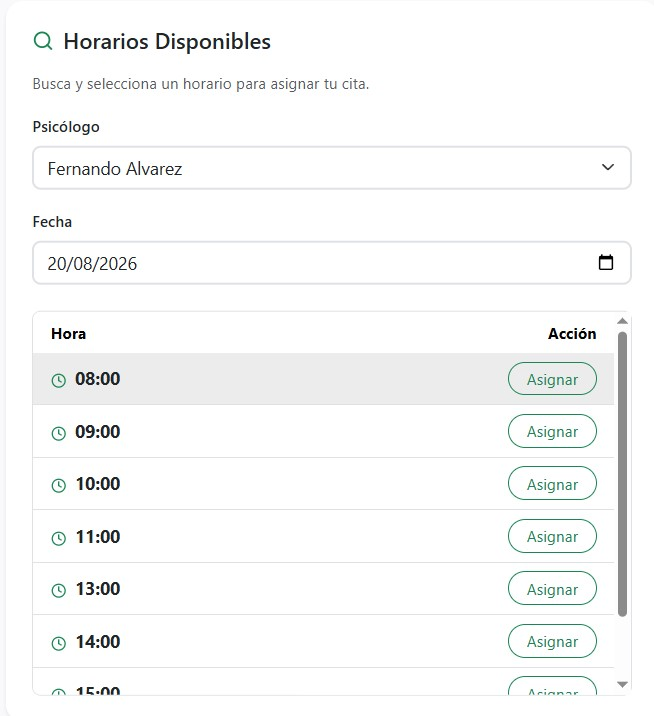 Horarios Disponibles
Busca y selecciona un horario para asignar tu cita.
Psicólogo
Fernando Alvarez
Fecha
20/08/2026
Hora Acción
08:00 Asignar
09:00 Asignar
10:00 Asignar
11:00 Asignar
13:00 Asignar
14:00 Asignar
15:00 Asignar